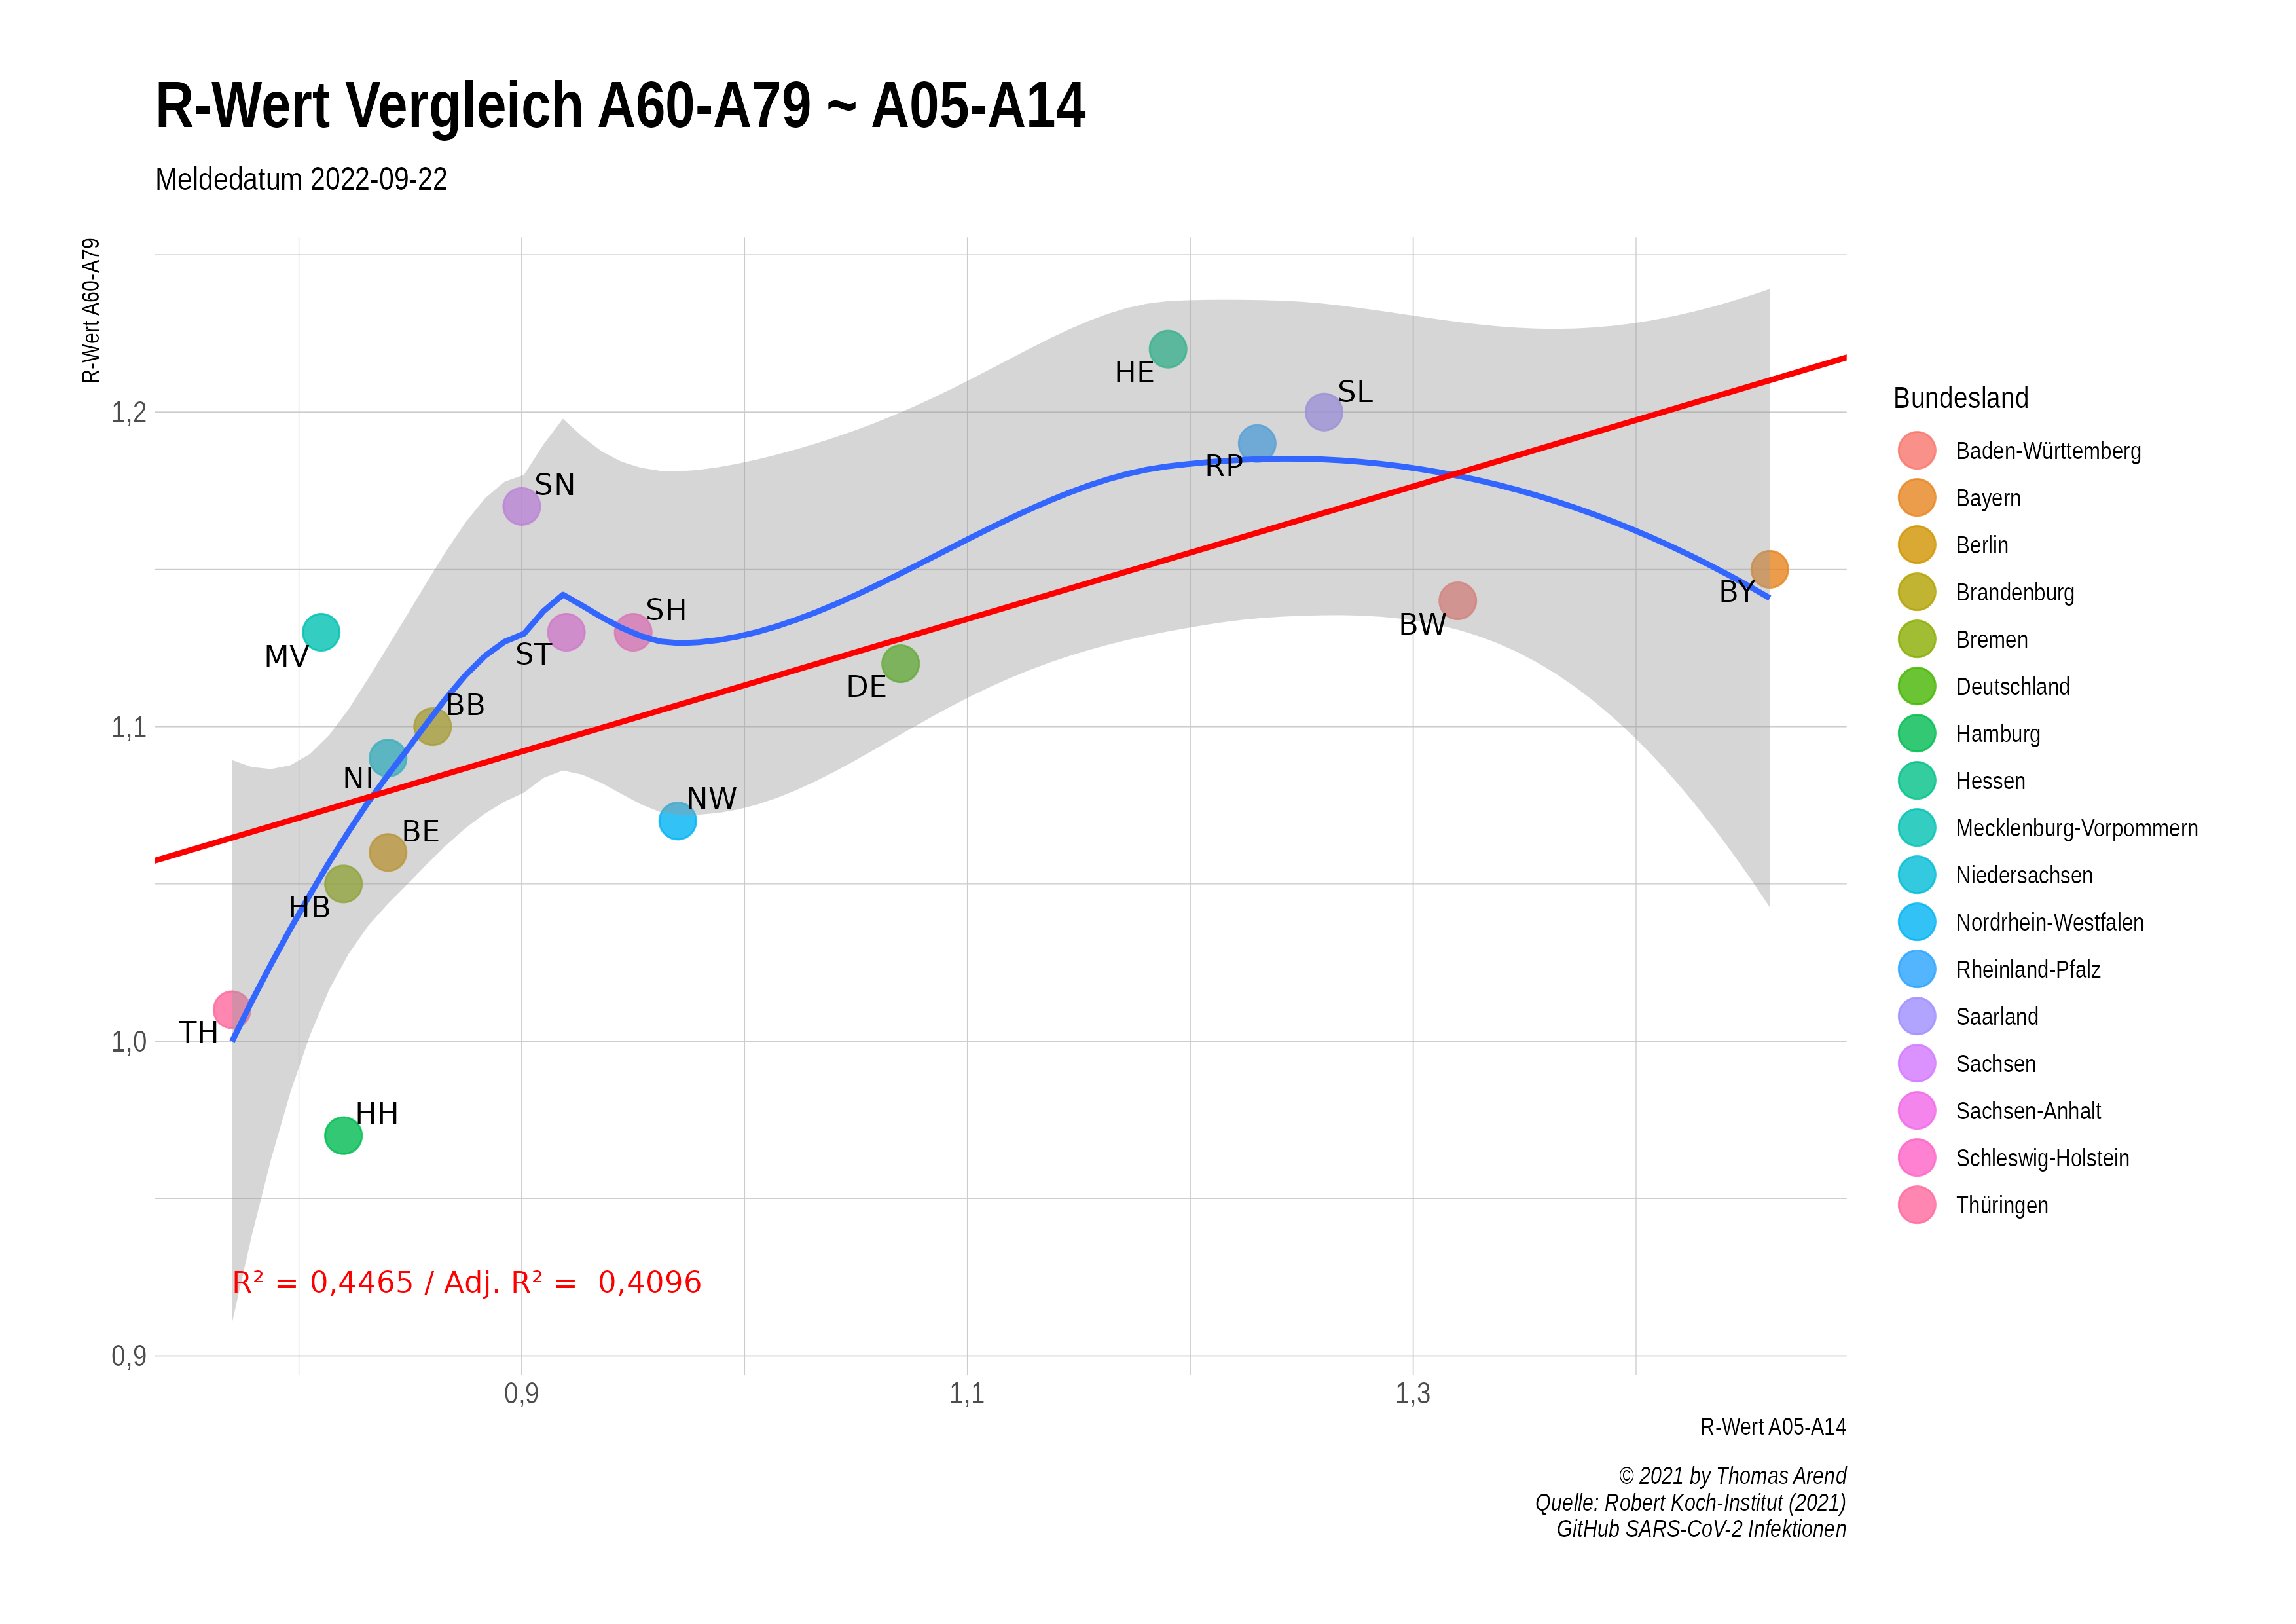 R-Wert Vergleich A60-A79 ~ A05-A14
Meldedatum 2022-09-22
R-Wert A60-A79
1,2
1,1
1,0
0,9
HE
SL
RP
SN
BY
BW
SH
ST
MV
DE
BB
NI
NW
BE
HB
TH
HH
R² = 0,4465 / Adj. R² =  0,4096
0,9
1,1
1,3
R-Wert A05-A14
Bundesland
Baden-Württemberg
Bayern
Berlin
Brandenburg
Bremen
Deutschland
Hamburg
Hessen
Mecklenburg-Vorpommern
Niedersachsen
Nordrhein-Westfalen
Rheinland-Pfalz
Saarland
Sachsen
Sachsen-Anhalt
Schleswig-Holstein
Thüringen
© 2021 by Thomas Arend
Quelle: Robert Koch-Institut (2021)
GitHub SARS-CoV-2 Infektionen